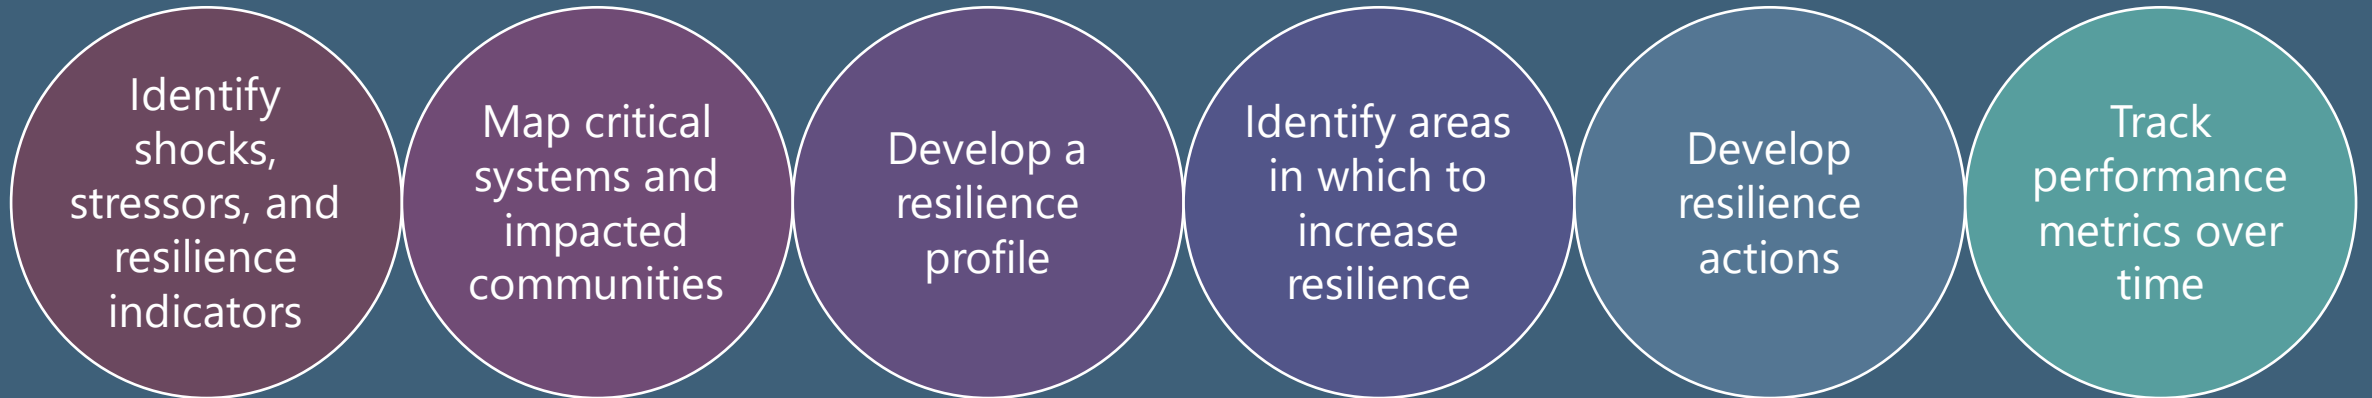 Identify
shocks,
stressors, and
resilience
indicators
Map critical
systems and
impacted
communities
Develop a
resilience
profile
Identify areas
in which to
increase
resilience
Develop
resilience
actions
Track
performance
metrics over
time